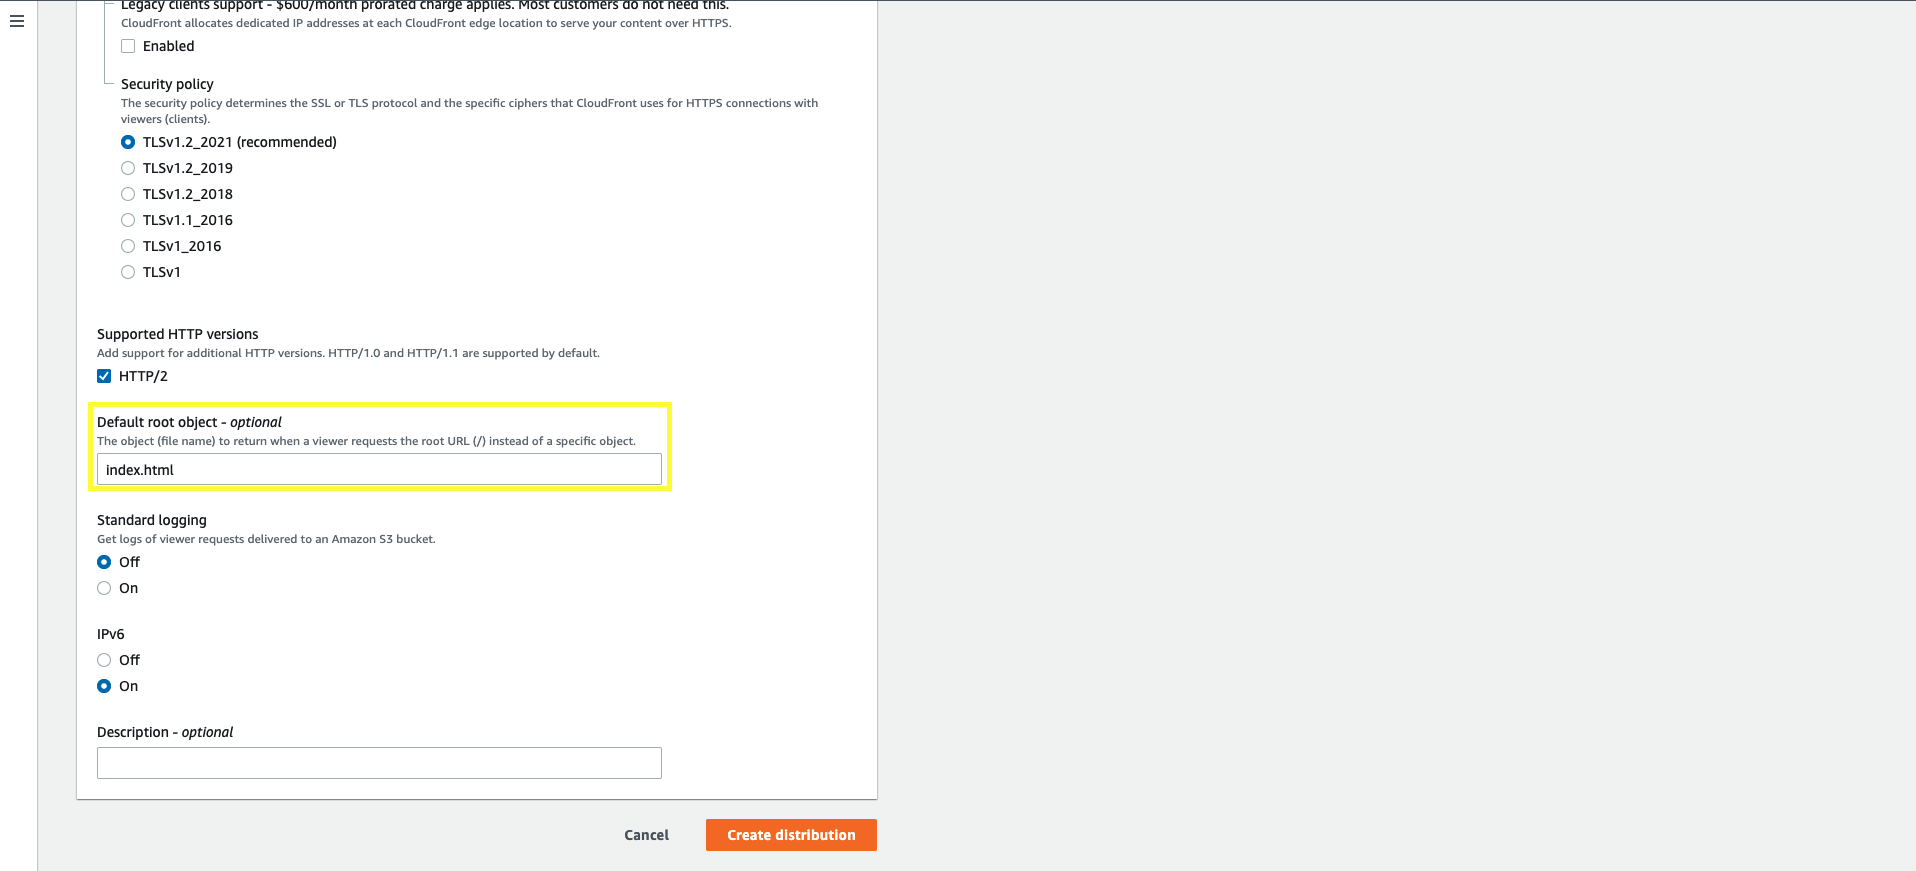 Legacy clients support - $600/month prorated charge applies. Most customers do not need this.
CloudFront allocates dedicated IP addresses at each CloudFront edge location to serve your content over HTTPS.
Enabled
Security policy
The security policy determines the SSL or TLS protocol and the specific ciphers that CloudFront uses for HTTPS connections with
viewers (clients).
TLSv1.2_2021 (recommended)
TLSv1.2_2019
TLSv1.2_2018
TLSv1.1_2016
TLSv1_2016
TLSv1
Supported HTTP versions
Add support for additional HTTP versions. HTTP/1.0 and HTTP/1.1 are supported by default.
HTTP/2
Default root object - optional
The object (file name) to return when a viewer requests the root URL (/) instead of a specific object.
index.html
Standard logging
Get logs of viewer requests delivered to an Amazon S3 bucket.
Off
On
IPv6
Off
On
Description - optional
Cancel
Create distribution